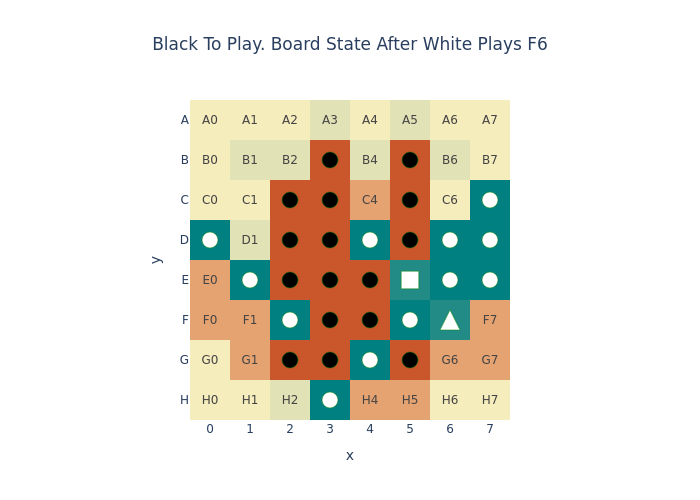 Black To Play. Board State After White Plays F6
A A0 A1 A2 A3 A4 A5 A6 A7
B B0 B1 B2 B4 B6 B7
C C0 C1 C4 C6
D D1
E E0
F F0 F1 F7
G G0 G1 G6 G7
H H0 H1 H2 H4 H5 H6 H7
0 1 2 3 4 5 6 7
x
y